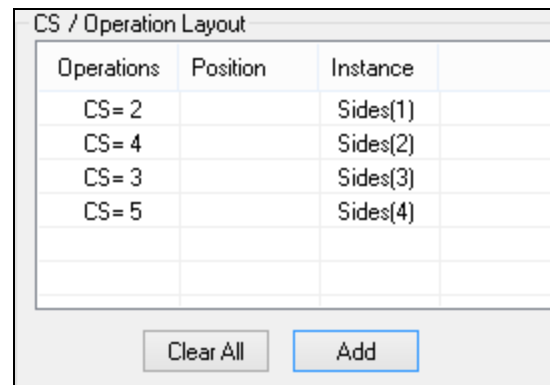 CS / Operation Layout
Operations Position Instance
CS= 2 Sides(1)
CS= 4 Sides(2)
CS= 3 Sides(3)
CS= 5 Sides(4)
Clear All Add